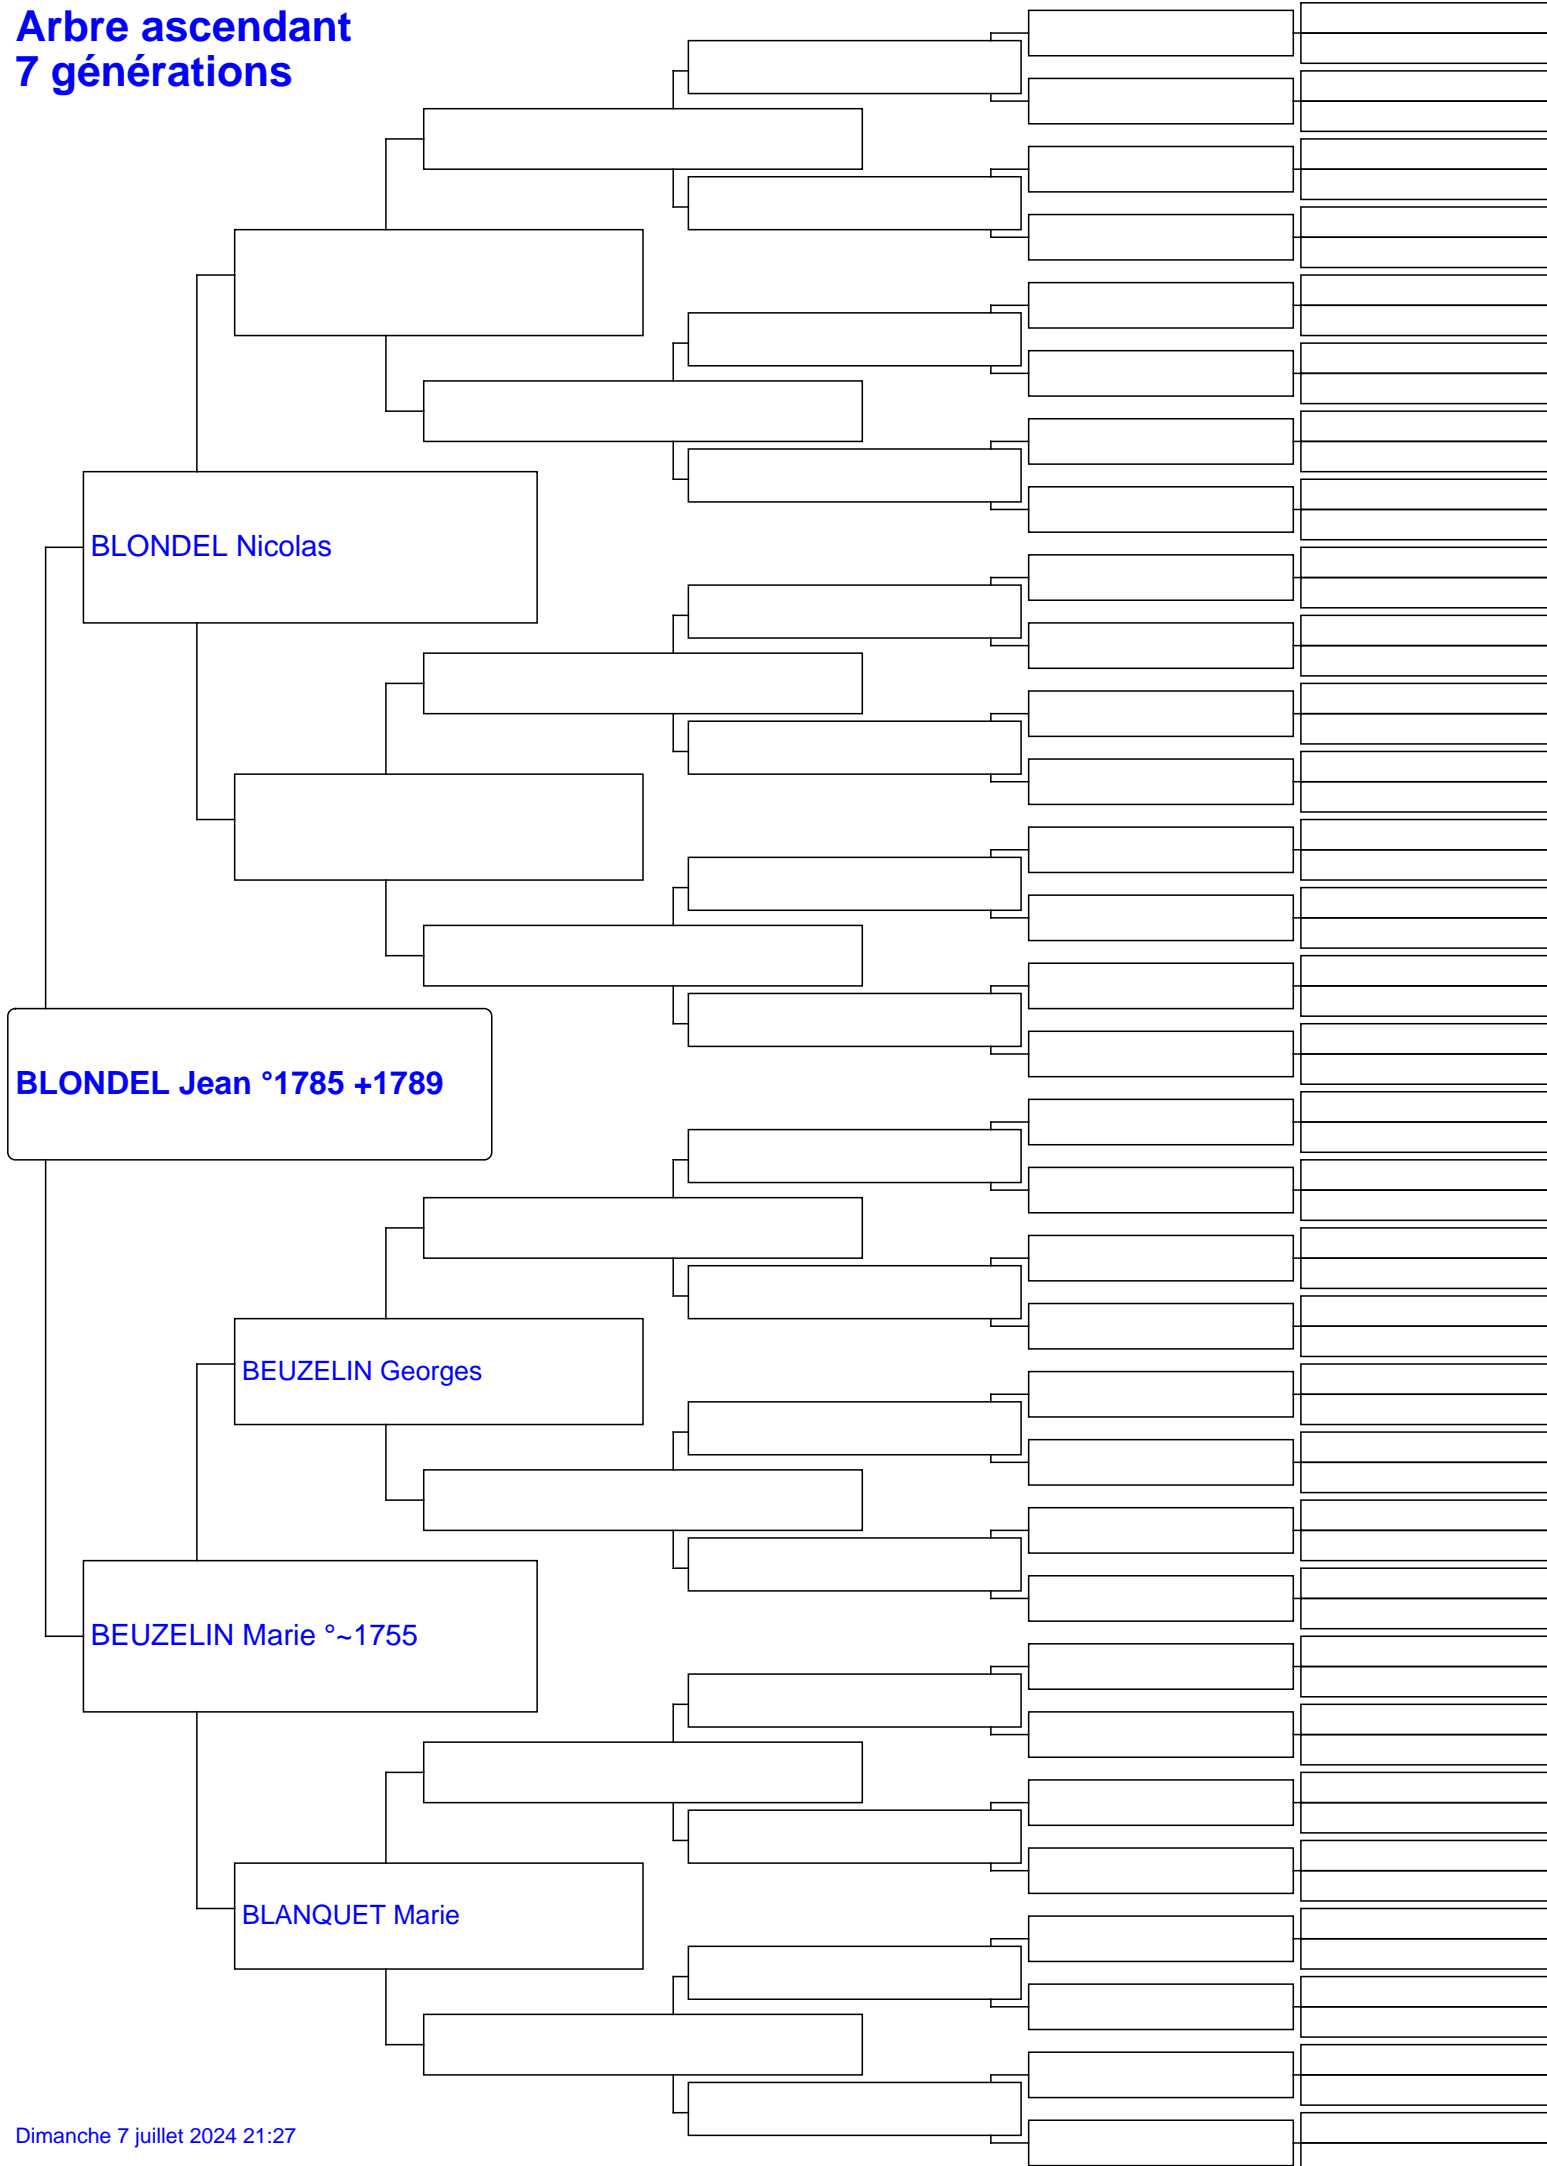 Arbre ascendant
7 générations
BLONDEL Nicolas
BLONDEL Jean °1785 +1789
BEUZELIN Georges
BEUZELIN Marie °~1755
BLANQUET Marie
Dimanche 7 juillet 2024 21:27